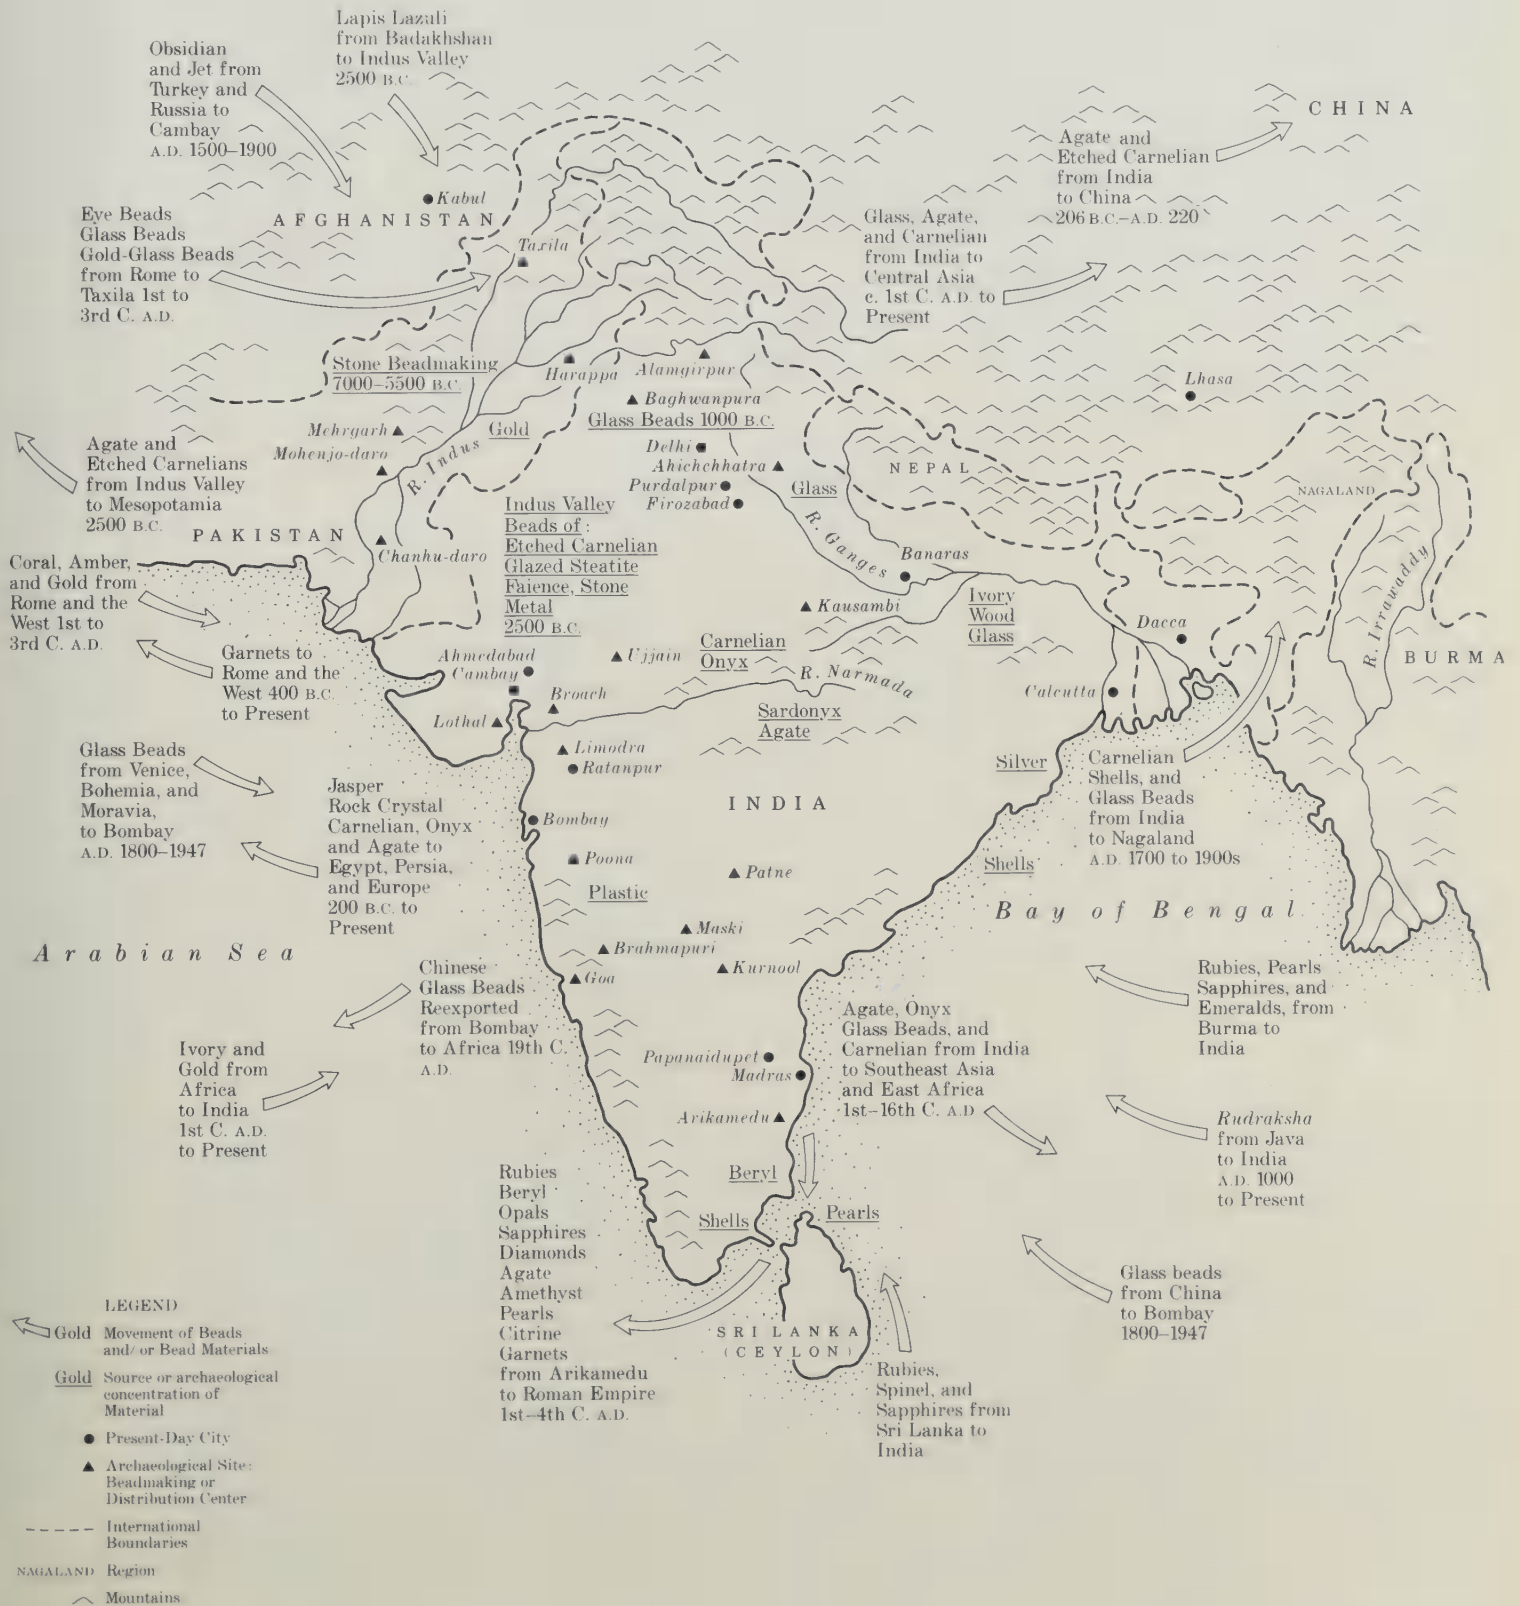 Lapis Lazuli
from Badakhshan
to Indus Valley
2500 B.C.
Obsidian
and Jet from
Turkey and
Russia to
Cambay
A.D. 1500–1900
CHINA
Agate and
Etched Carnelian
from India
to China
206 B.C.–A.D. 220
Kabul
AFGHANISTAN
Eye Beads
Glass Beads
Gold-Glass Beads
from Rome to
Taxila 1st to
3rd C. A.D.
Taxila
Glass, Agate,
and Carnelian
from India to
Central Asia
c. 1st C. A.D. to
Present
Stone Beadmaking
7000–5500 B.C.
Harappa
Alamgirpur
Lhasa
Baghwanpura
Glass Beads 1000 B.C.
Mehrgarh
Mohenjo-daro
Gold
R. Indus
Delhi
Ahichchhatra
Purdalpur
Firozabad
Glass
NEPAL
NAGALAND
Agate and
Etched Carnelians
from Indus Valley
to Mesopotamia
2500 B.C.
PAKISTAN
Chanhu-daro
Indus Valley
Beads of:
Etched Carnelian
Glazed Steatite
Faience, Stone
Metal
2500 B.C.
R. Ganges
Banaras
Kausambi
Ivory
Wood
Glass
Dacca
R. Irrawaddy
BURMA
Coral, Amber,
and Gold from
Rome and the
West 1st to
3rd C. A.D.
Garnets to
Rome and the
West 400 B.C.
to Present
Ahmedabad
Cambay
Ujjain
Carnelian
Onyx
R. Narmada
Broach
Lothal
Sardonyx
Agate
Calcutta
Limodra
Ratanpur
Silver
Carnelian
Shells, and
Glass Beads
from India
to Nagaland
A.D. 1700 to 1900s
Glass Beads
from Venice,
Bohemia, and
Moravia,
to Bombay
A.D. 1800–1947
Jasper
Rock Crystal
Carnelian, Onyx
and Agate to
Egypt, Persia,
and Europe
200 B.C. to
Present
INDIA
Bombay
Poona
Plastic
Patne
Shells
Bay of Bengal
Arabian Sea
Maski
Brahmapuri
Kurnool
Goa
Chinese
Glass Beads
Reexported
from Bombay
to Africa 19th C.
A.D.
Ivory and
Gold from
Africa
to India
1st C. A.D.
to Present
Agate, Onyx
Glass Beads, and
Carnelian from India
to Southeast Asia
and East Africa
1st–16th C. A.D
Rubies, Pearls
Sapphires, and
Emeralds, from
Burma to
India
Papanaidupet
Madras
Arikamedu
Rudraksha
from Java
to India
A.D. 1000
to Present
Beryl
Shells
Pearls
Rubies
Beryl
Opals
Sapphires
Diamonds
Agate
Amethyst
Pearls
Citrine
Garnets
from Arikamedu
to Roman Empire
1st–4th C. A.D.
SRI LANKA
(CEYLON)
Glass beads
from China
to Bombay
1800–1947
Rubies,
Spinel, and
Sapphires from
Sri Lanka to
India
LEGEND
Gold Movement of Beads
and/or Bead Materials
Gold Source or archaeological
concentration of
Material
Present-Day City
Archaeological Site:
Beadmaking or
Distribution Center
International
Boundaries
NAGALAND Region
Mountains